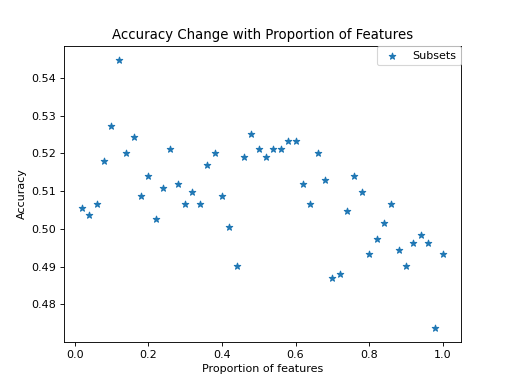 Accuracy Change with Proportion of Features
Subsets
0.54
0.53
0.52
0.51
0.50
0.49
0.48
Accuracy
0.0 0.2 0.4 0.6 0.8 1.0
Proportion of features